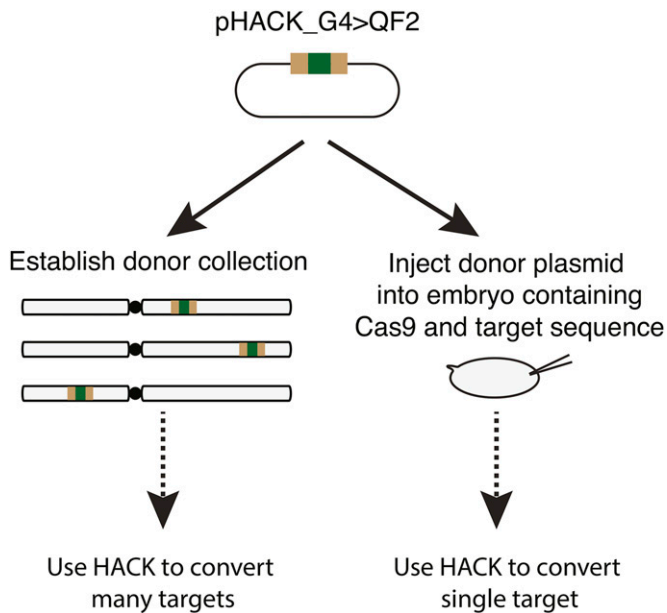 pHACK_G4>QF2
Establish donor collection
Inject donor plasmid
into embryo containing
Cas9 and target sequence
Use HACK to convert
many targets
Use HACK to convert
single target